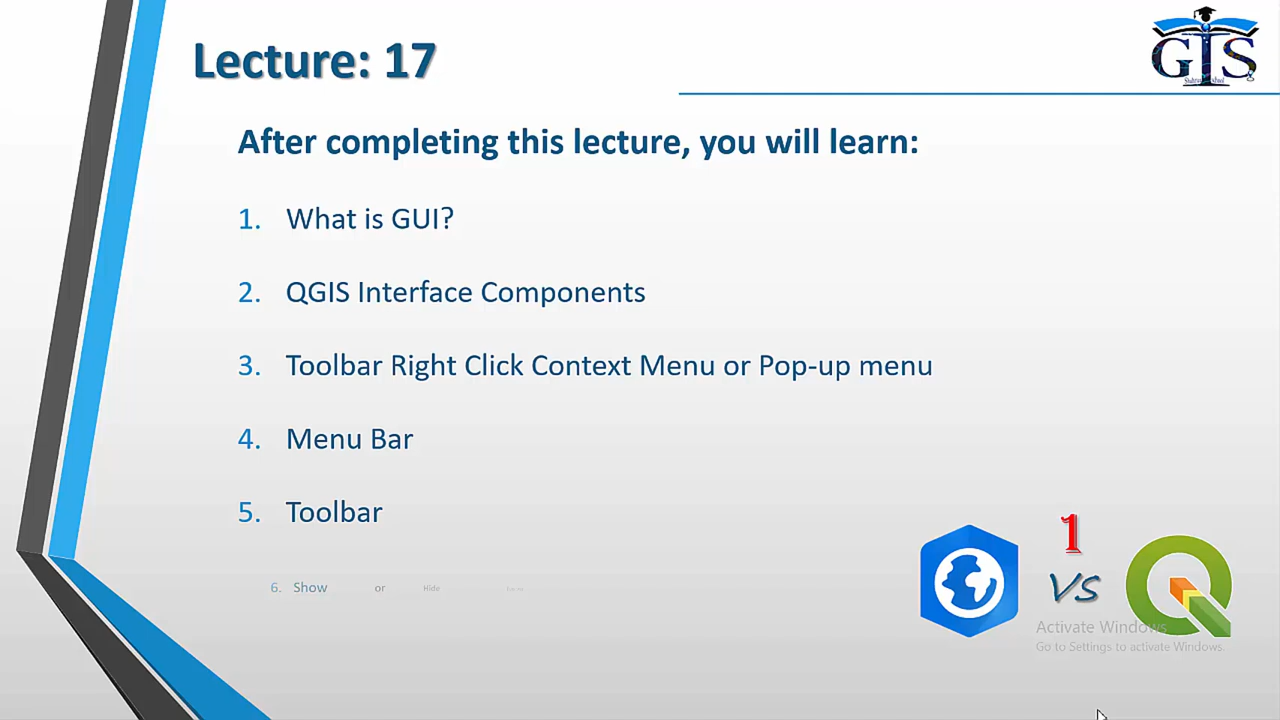 Lecture: 17
GIS
After completing this lecture, you will learn:
1. What is GUI?
2. QGIS Interface Components
3. Toolbar Right Click Context Menu or Pop-up menu
4. Menu Bar
5. Toolbar
6. Show or Hide
1
VS
Activate Windows
Go to Settings to activate Windows.